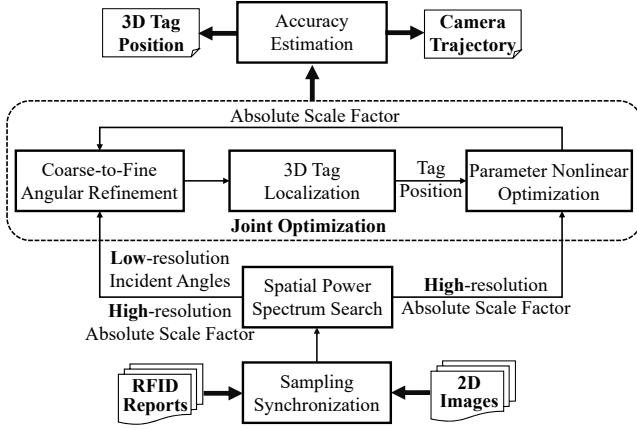 3D Tag
Position
Accuracy
Estimation
Camera
Trajectory
Absolute Scale Factor
Coarse-to-Fine
Angular Refinement
3D Tag
Localization
Tag
Position
Parameter Nonlinear
Optimization
Joint Optimization
Low-resolution
Incident Angles
High-resolution
Absolute Scale Factor
Spatial Power
Spectrum Search
High-resolution
Absolute Scale Factor
RFID
Reports
Sampling
Synchronization
2D
Images